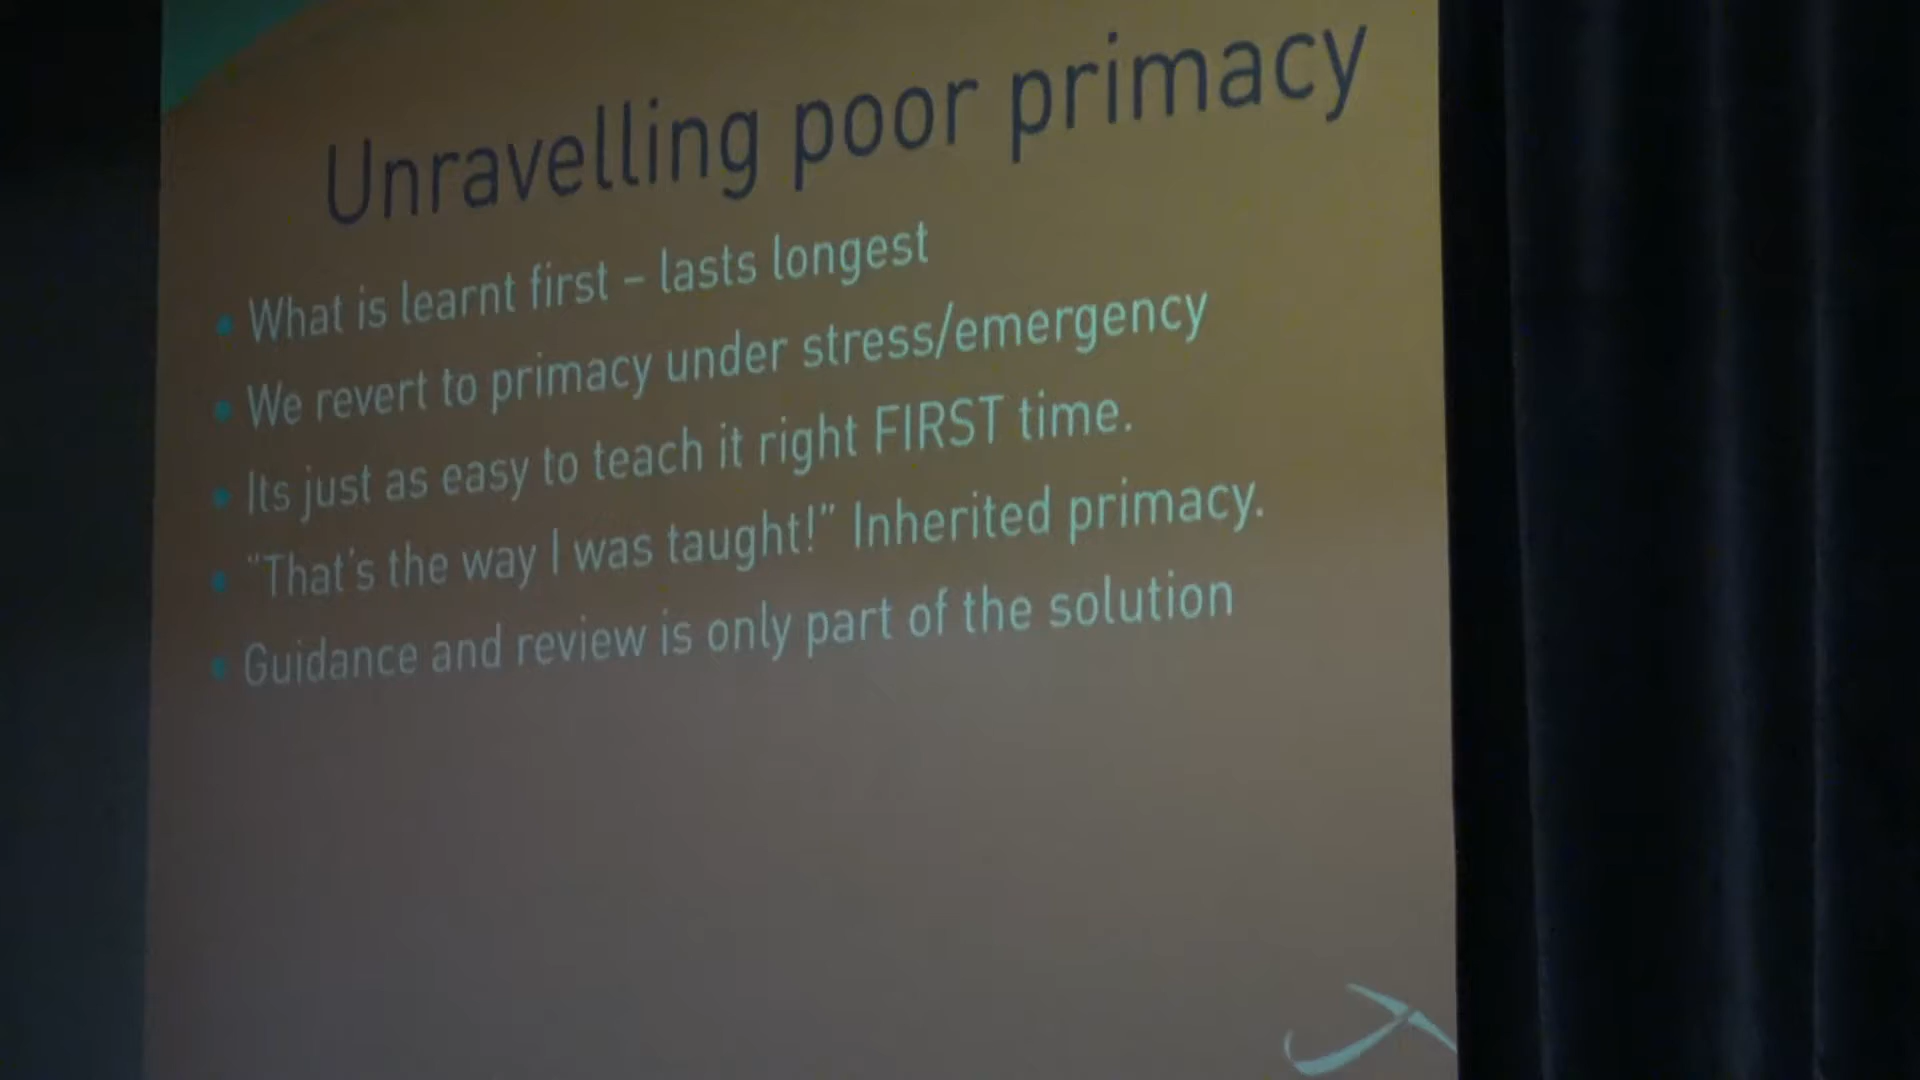 Unravelling poor primacy
• What is learnt first – lasts longest
• We revert to primacy under stress/emergency
• Its just as easy to teach it right FIRST time.
• “That’s the way I was taught!” Inherited primacy.
• Guidance and review is only part of the solution